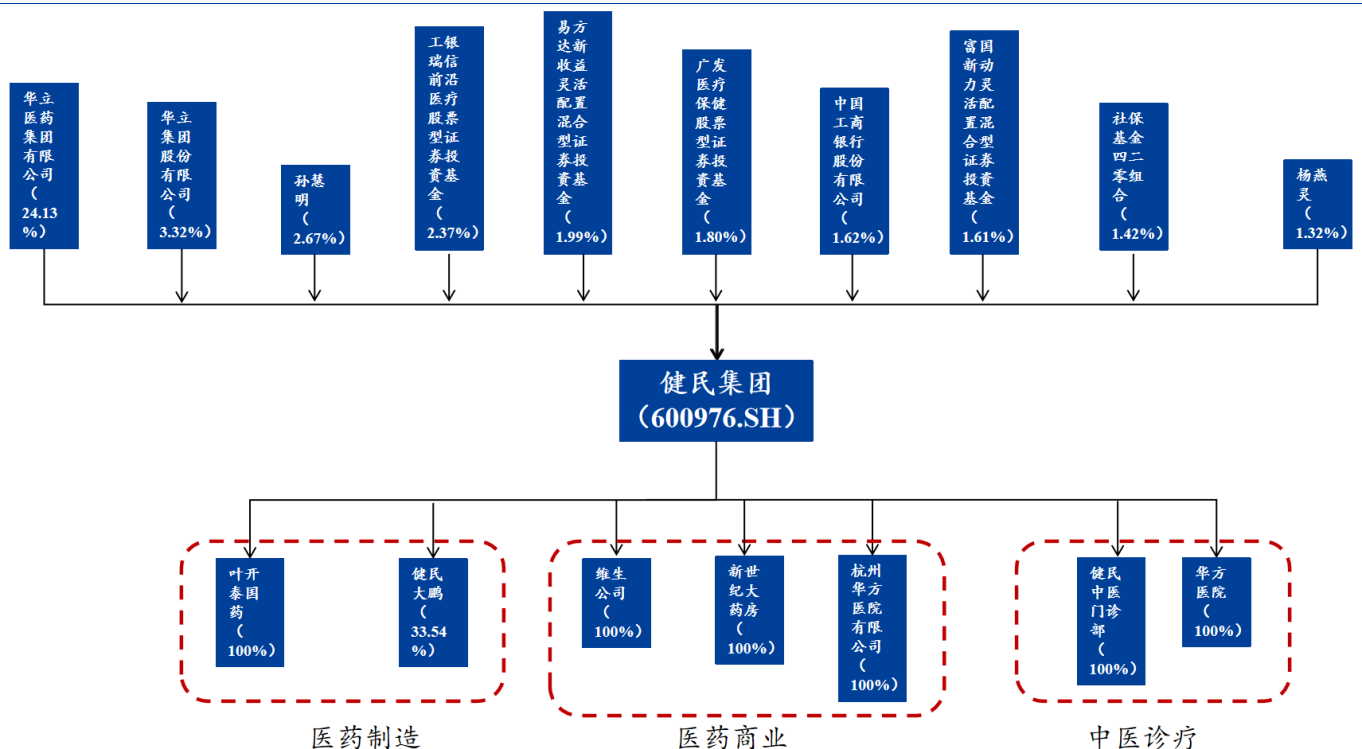 华立
医药
集团
有限
公司（
24.13
%）
华立
集团
股份
有限
公司
（
3.32%）
孙慧
明
（
2.67%）
工银
瑞信
前沿
医疗
股票
型证
券投
资基
金（
2.37%）
易方
达新
收益
灵活
配置
混合
型证
券投
资基
金
（
1.99%）
广发
医疗
保健
股票
型证
券投
资基
金（
1.80%）
中国
工商
银行
股份
有限
公司
（
1.62%）
富国
新动
力灵
活配
置混
合型
证券
投资
基金
（
1.61%）
社保
基金
四二
零组
合（
1.42%）
杨燕
灵（
1.32%）
健民集团
（600976.SH）
叶开
泰国
药（
100%）
健民
大鹏（
33.54
%）
维生
公司
（
100%）
新世
纪大
药房
（
100%）
杭州
华方
医院
有限
公司
（
100%）
健民
中医
门诊
部（
100%）
华方
医院（
100%）
医药制造
医药商业
中医诊疗